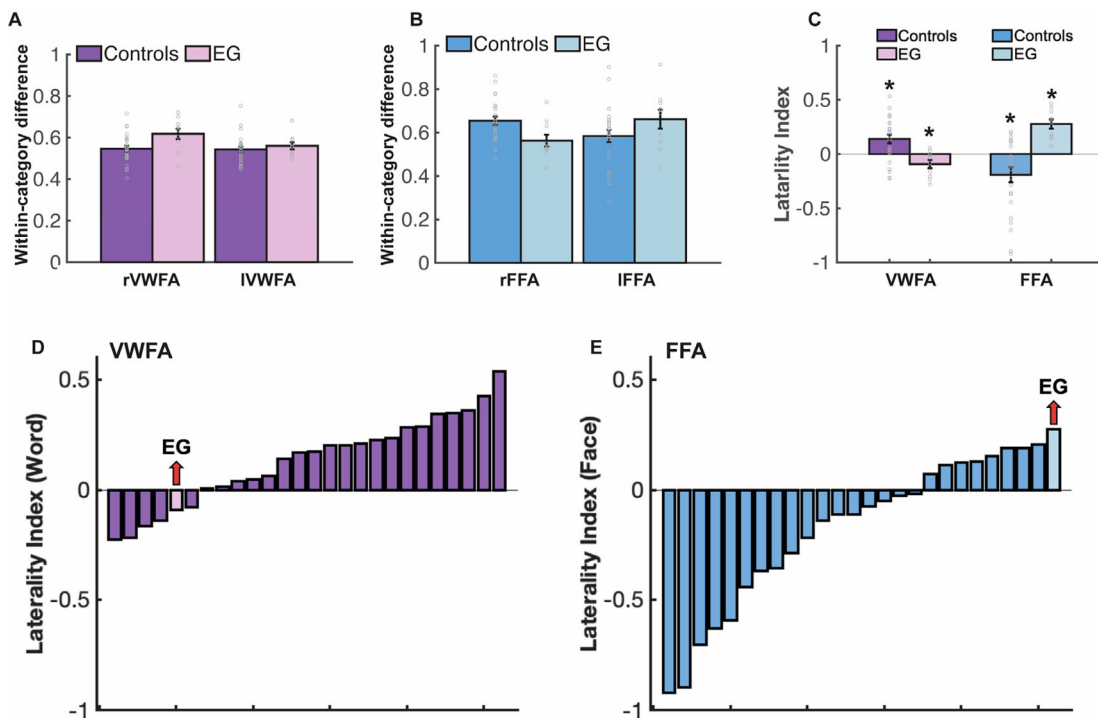 A
Controls EG
Within-category difference
1
0.8
0.6
0.4
0.2
0
rVWFA lVWFA
B
Controls EG
Within-category difference
1
0.8
0.6
0.4
0.2
0
rFFA lFFA
C
Controls Controls
EG EG
Latarlity Index
1
0.5
0
-0.5
-1
* * * *
VWFA FFA
D VWFA
Laterality Index (Word)
0.5
0
-0.5
-1
EG
E FFA
Laterality Index (Face)
0.5
0
-0.5
-1
EG